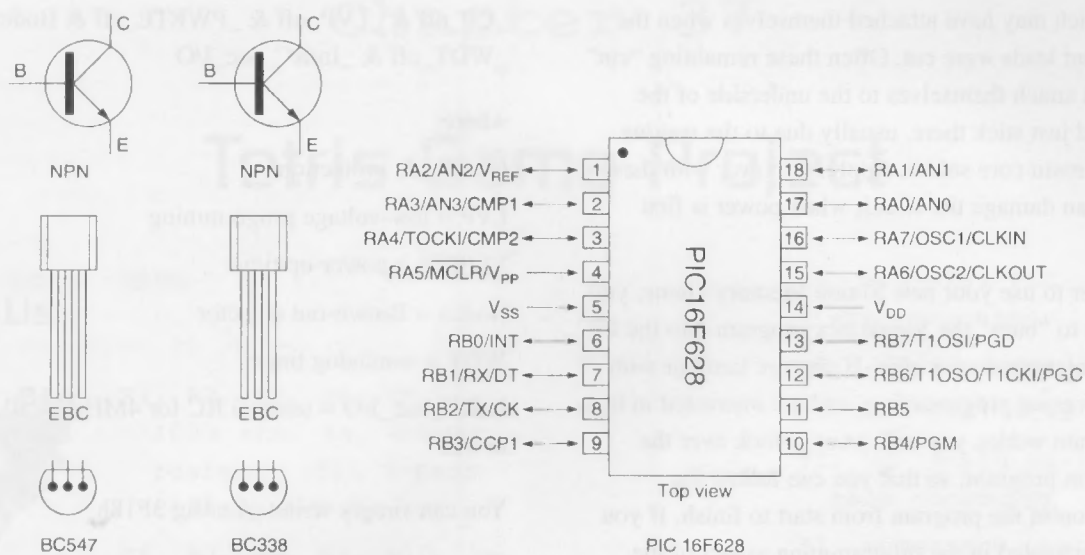 C
C
B
B
E
E
NPN
NPN
EBC
EBC
BC547
BC338
RA2/AN2/VREF
RA3/AN3/CMP1
RA4/TOCKI/CMP2
RA5/MCLR/VPP
VSS
RB0/INT
RB1/RX/DT
RB2/TX/CK
RB3/CCP1
1
2
3
4
5
6
7
8
9
PIC16F628
18
17
16
15
14
13
12
11
10
RA1/AN1
RA0/AN0
RA7/OSC1/CLKIN
RA6/OSC2/CLKOUT
VDD
RB7/T1OSI/PGD
RB6/T1OSO/T1CKI/PGC
RB5
RB4/PGM
Top view
PIC 16F628